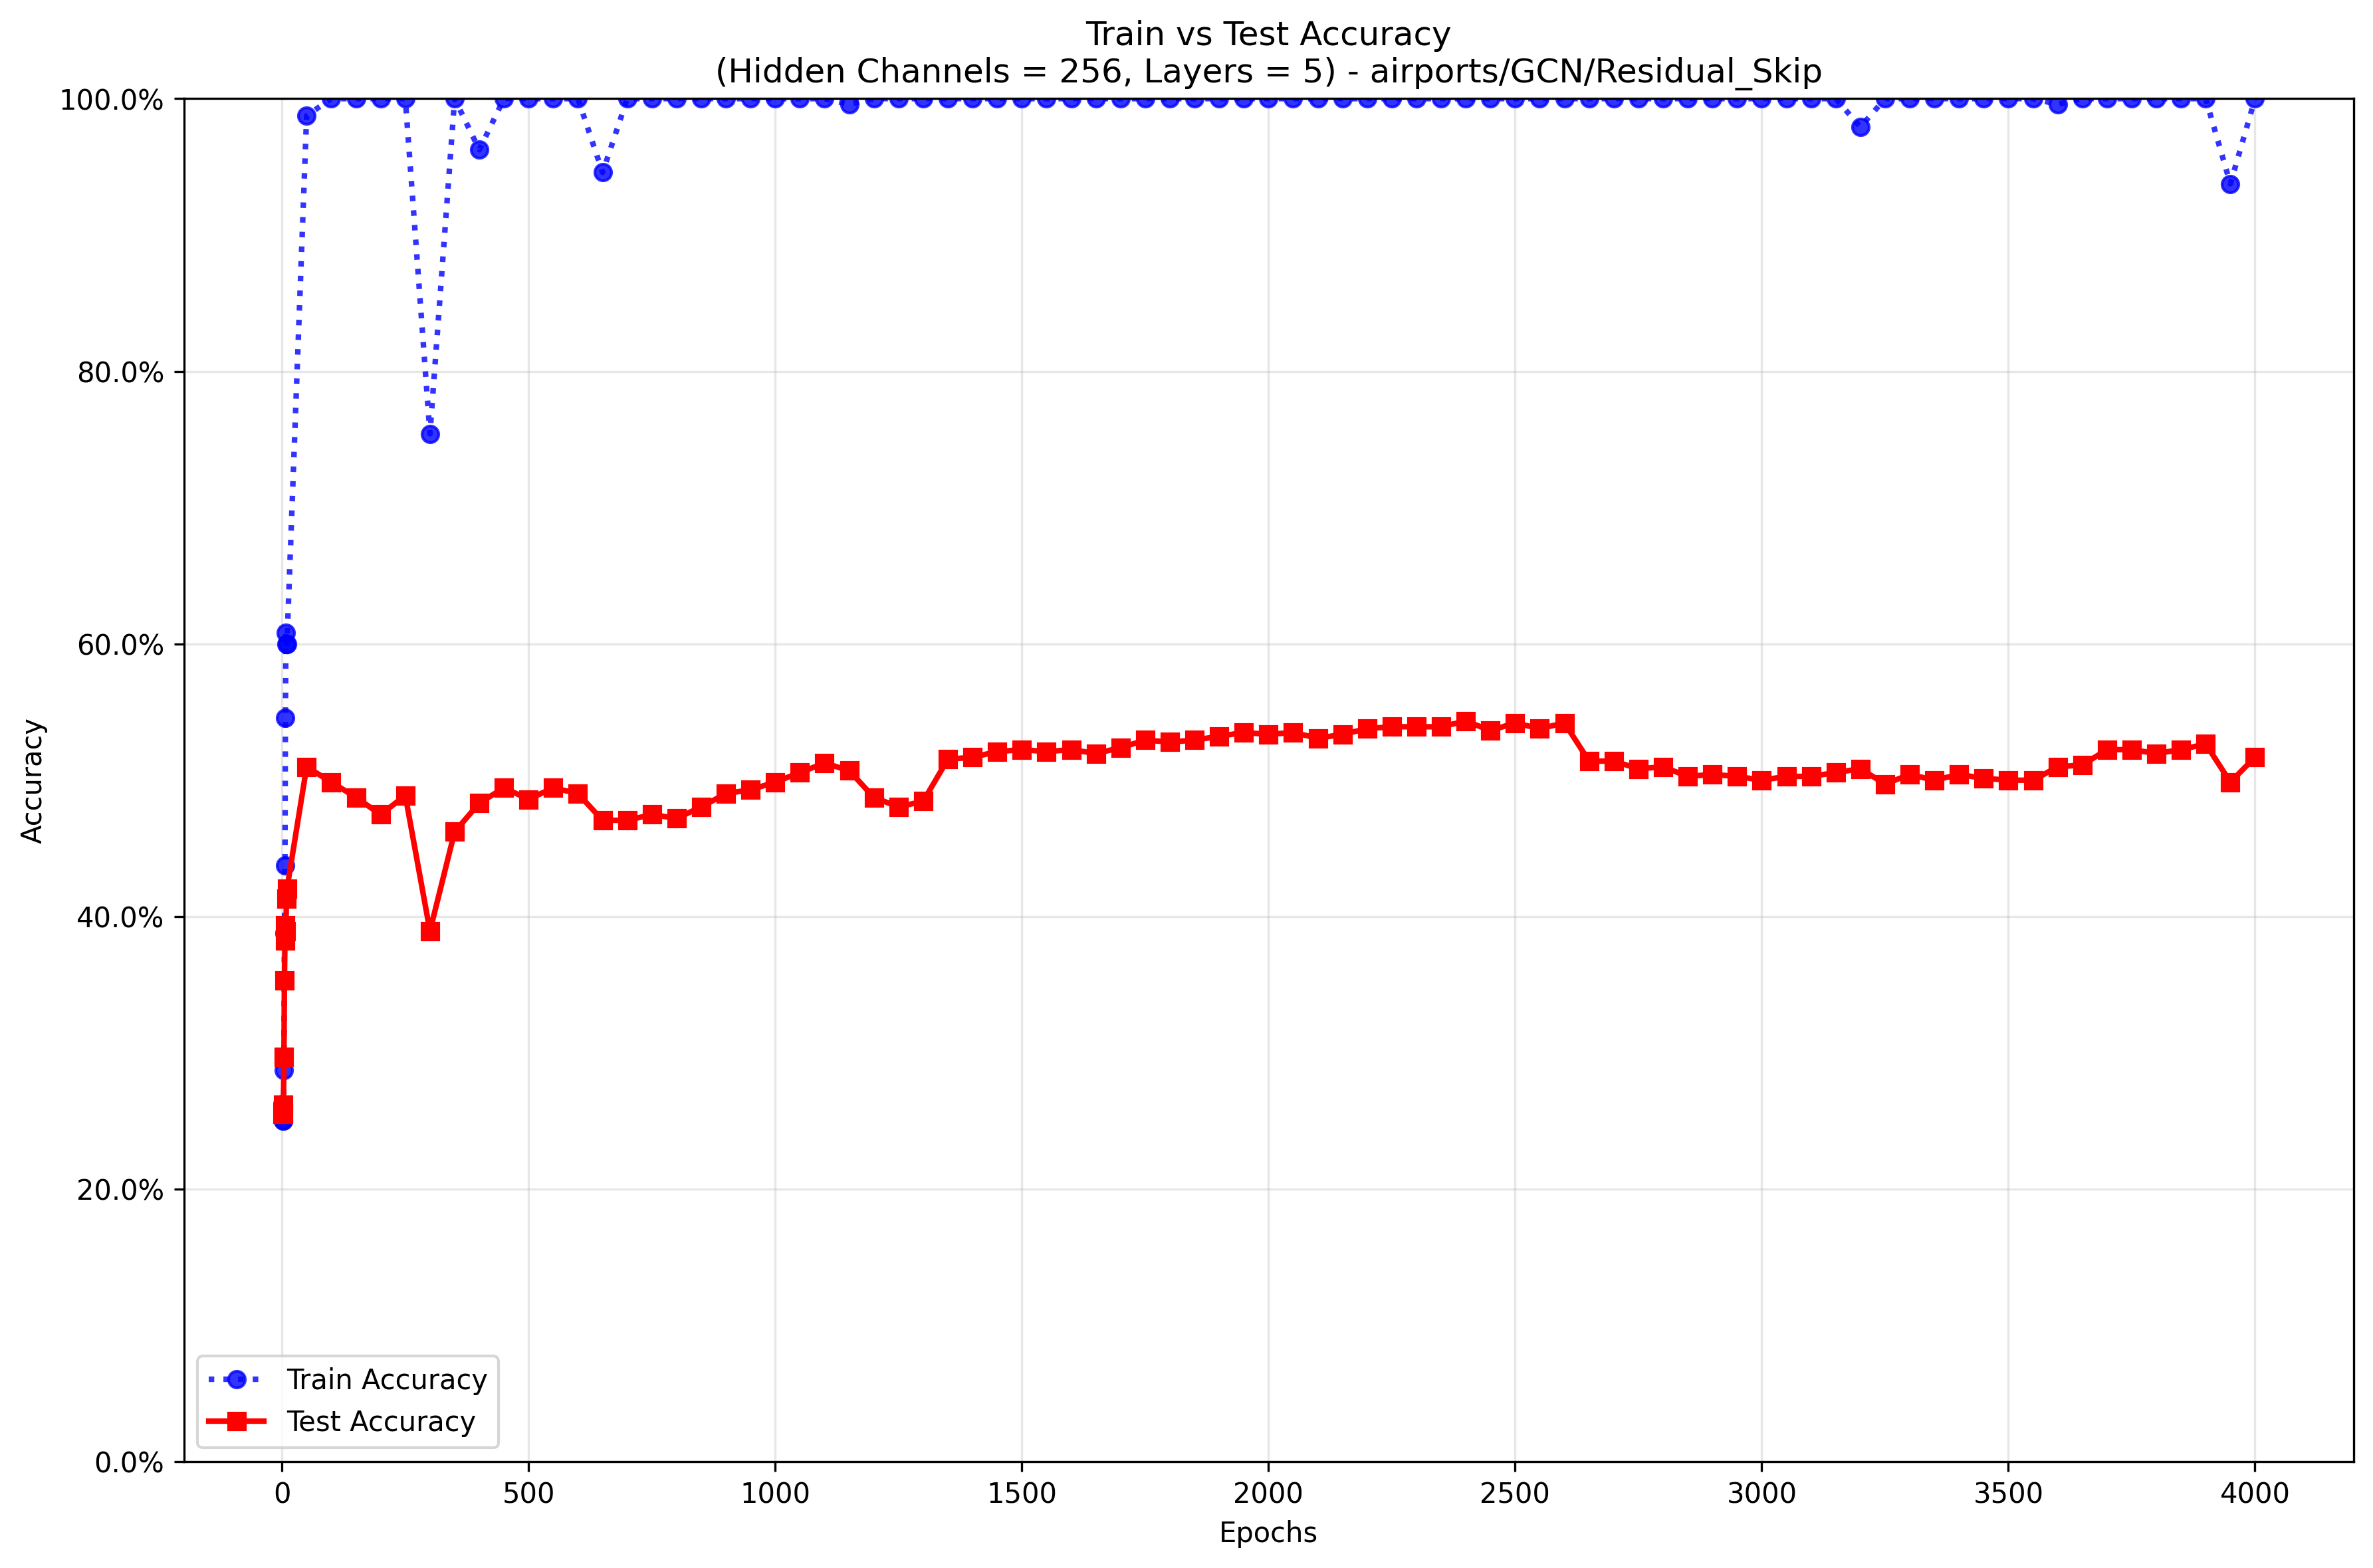 Train vs Test Accuracy
(Hidden Channels = 256, Layers = 5) - airports/GCN/Residual_Skip
Accuracy
100.0%
80.0%
60.0%
40.0%
20.0%
0.0%
Train Accuracy
Test Accuracy
0 500 1000 1500 2000 2500 3000 3500 4000
Epochs